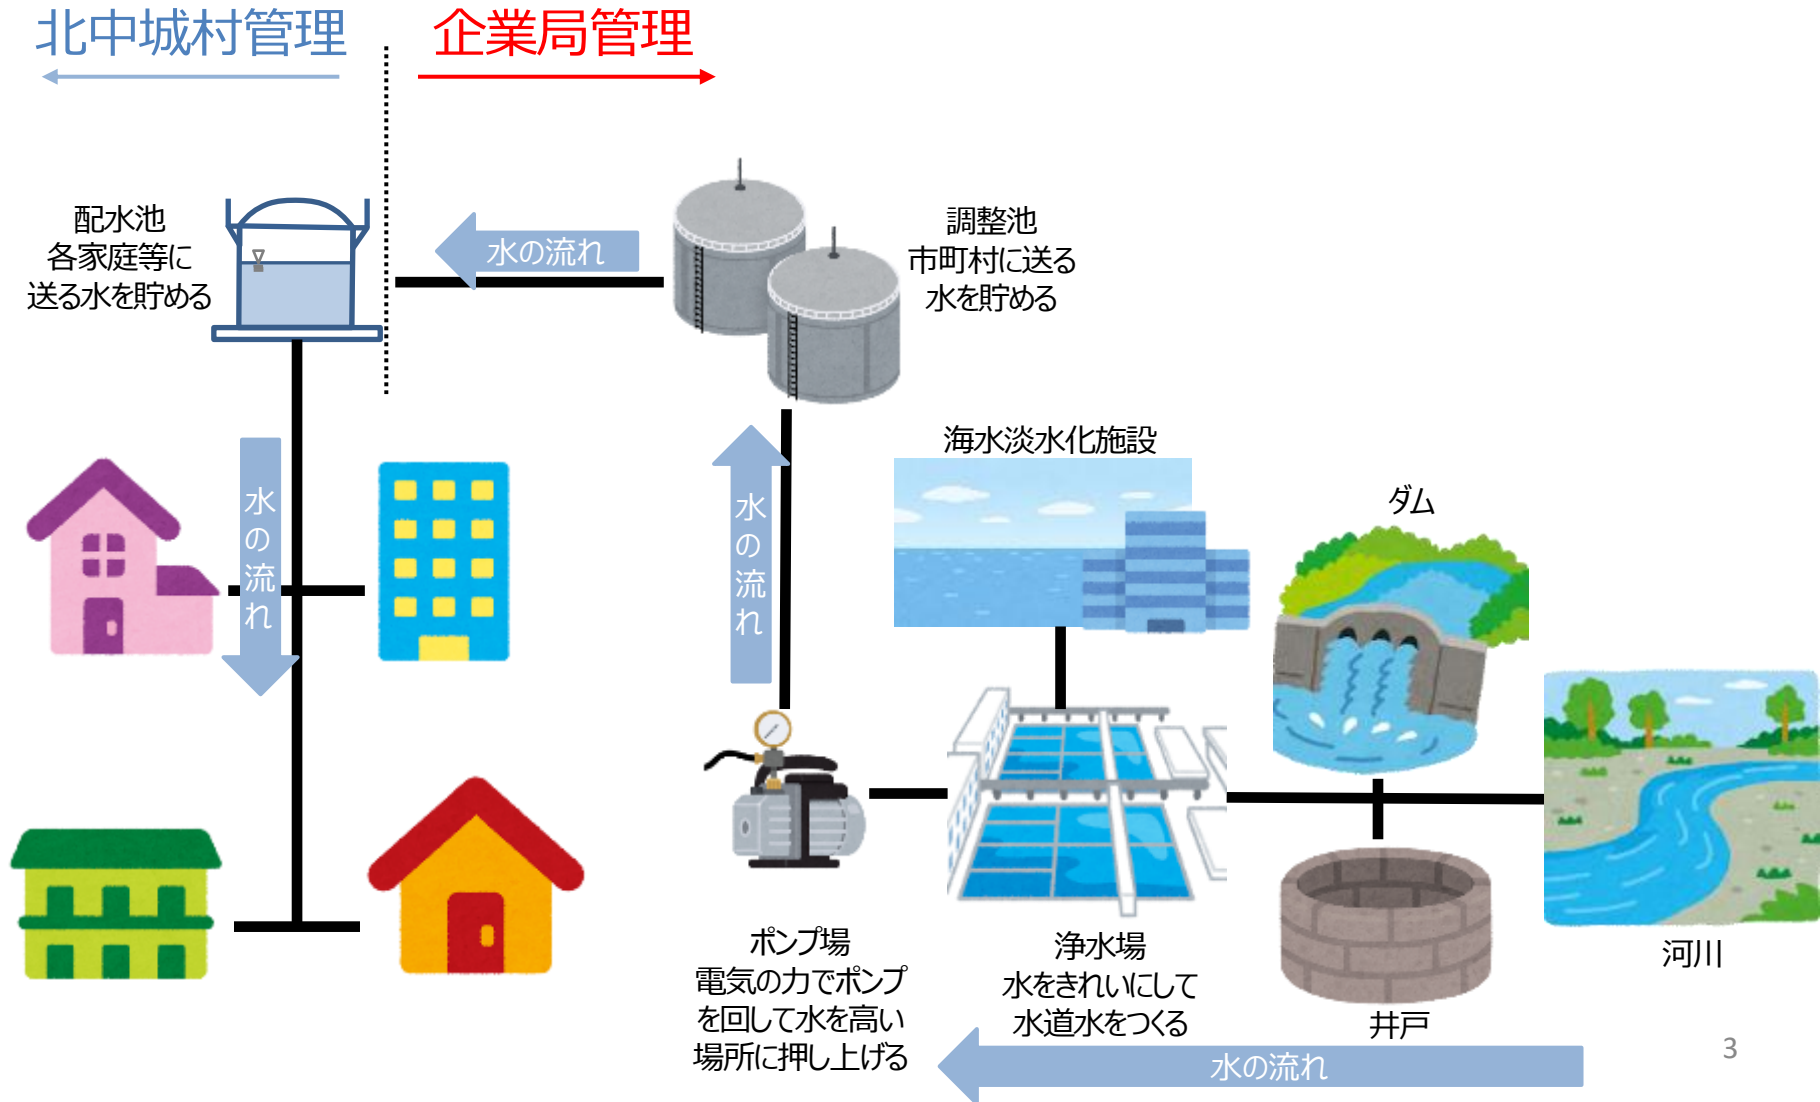 北中城村管理
企業局管理
配水池
各家庭等に
送る水を貯める
水の流れ
調整池
市町村に送る
水を貯める
水の流れ
水の流れ
海水淡水化施設
ダム
ポンプ場
電気の力でポンプ
を回して水を高い
場所に押し上げる
浄水場
水をきれいにして
水道水をつくる
井戸
河川
水の流れ
3